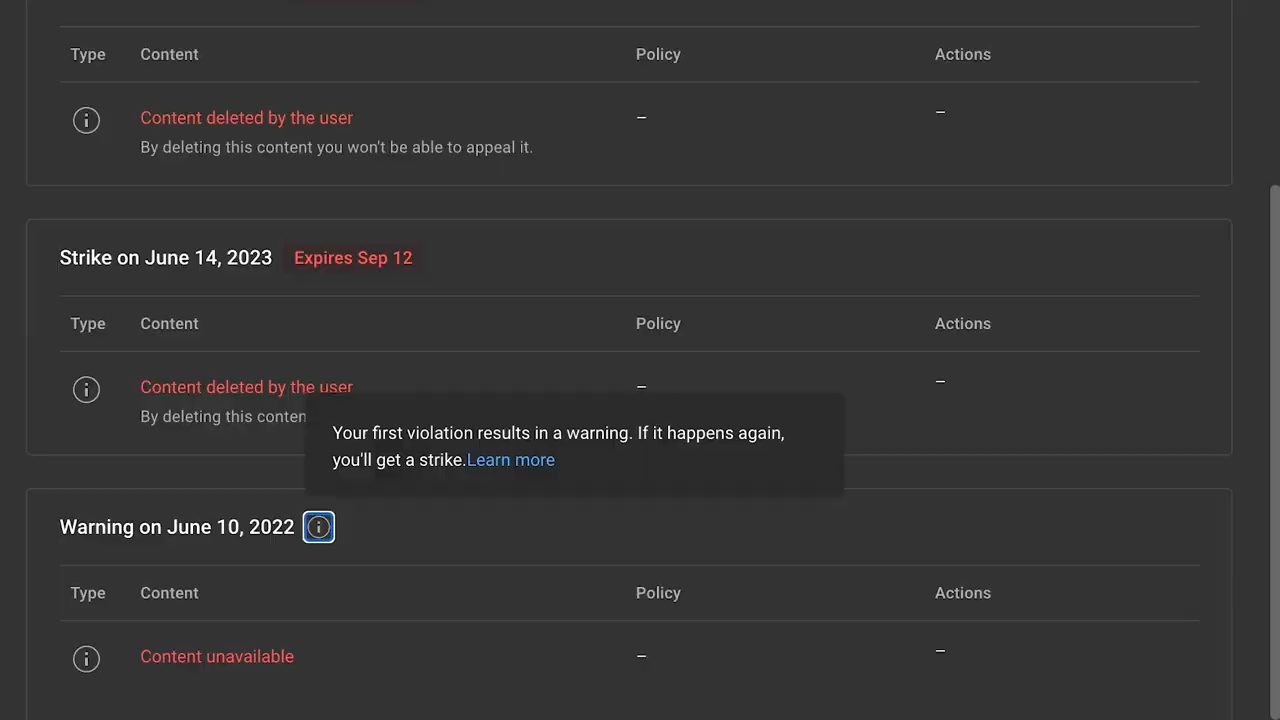 Type Content Policy Actions
Content deleted by the user – –
By deleting this content you won't be able to appeal it.
Strike on June 14, 2023 Expires Sep 12
Type Content Policy Actions
Content deleted by the user – –
By deleting this conten
Your first violation results in a warning. If it happens again,
you'll get a strike.Learn more
Warning on June 10, 2022
Type Content Policy Actions
Content unavailable – –